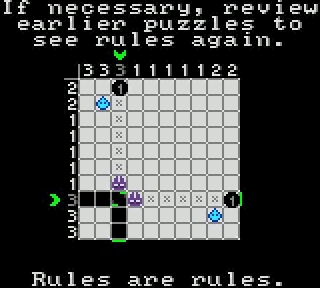 If necessary, review
earlier puzzles to
see rules again.
3 3 3 1 1 1 1 1 2 2
2 1
2
1
1
1
1
1
3 1
3
3
Rules are rules.